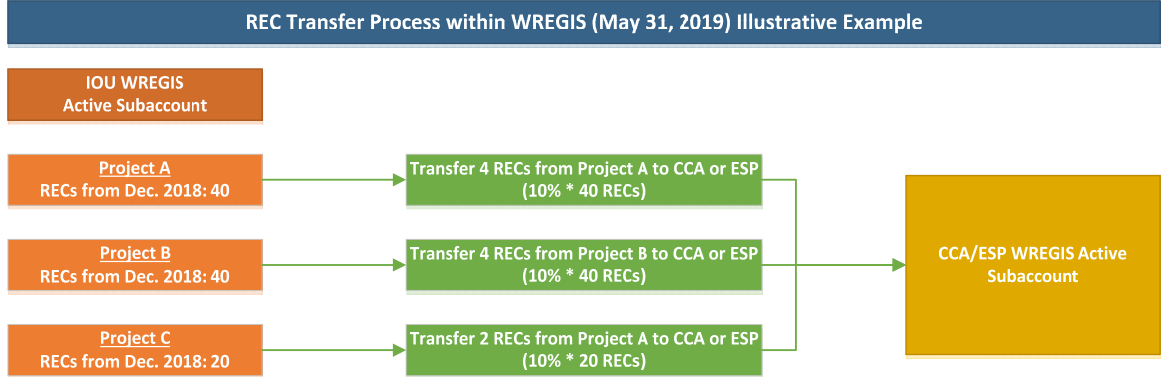 REC Transfer Process within WREGIS (May 31, 2019) Illustrative Example
IOU WREGIS
Active Subaccount
Project A
RECs from Dec. 2018: 40
Transfer 4 RECs from Project A to CCA or ESP
(10% * 40 RECs)
Project B
RECs from Dec. 2018: 40
Transfer 4 RECs from Project B to CCA or ESP
(10% * 40 RECs)
CCA/ESP WREGIS Active
Subaccount
Project C
RECs from Dec. 2018: 20
Transfer 2 RECs from Project A to CCA or ESP
(10% * 20 RECs)